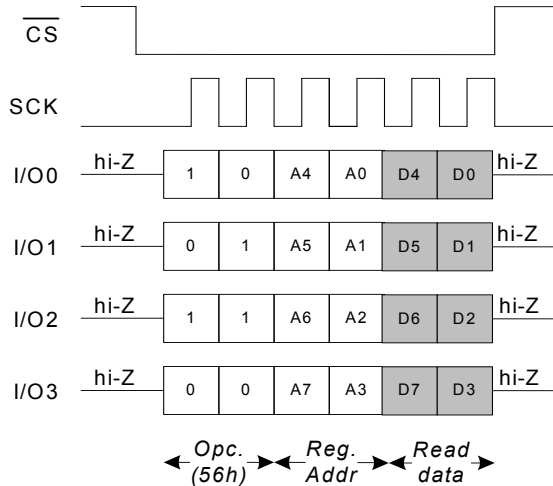 CS
SCK
I/O0 hi-Z 1 0 A4 A0 D4 D0 hi-Z
I/O1 hi-Z 0 1 A5 A1 D5 D1 hi-Z
I/O2 hi-Z 1 1 A6 A2 D6 D2 hi-Z
I/O3 hi-Z 0 0 A7 A3 D7 D3 hi-Z
Opc. Reg. Read
(56h) Addr data